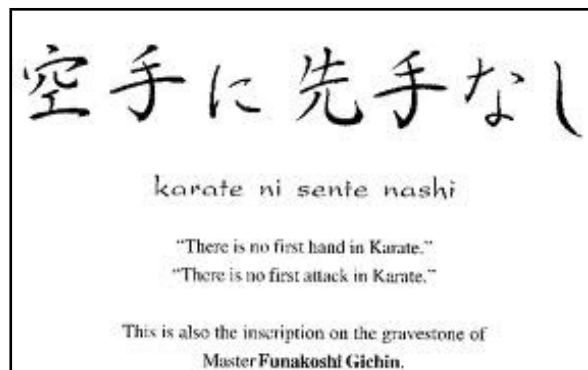 空手に先手なし
karate ni sente nashi
“There is no first hand in Karate.”
“There is no first attack in Karate.”
This is also the inscription on the gravestone of
Master Funakoshi Gichin.